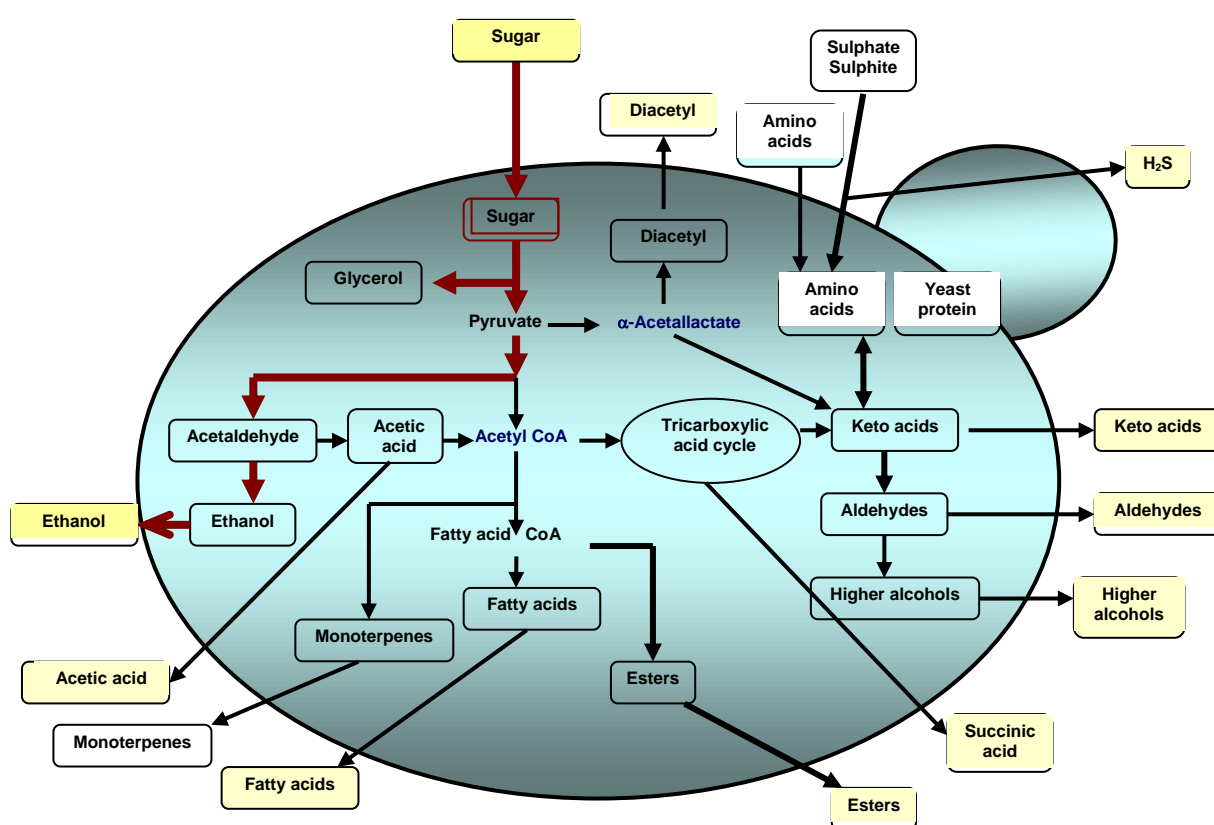 Sugar
Sulphate
Sulphite
Diacetyl
Amino
acids
H₂S
Sugar
Diacetyl
Glycerol
Amino
acids
Yeast
protein
Pyruvate
α-Acetallactate
Acetaldehyde
Acetic
acid
Acetyl CoA
Tricarboxylic
acid cycle
Keto acids
Keto acids
Ethanol
Ethanol
Aldehydes
Aldehydes
Fatty acid CoA
Fatty acids
Higher alcohols
Higher
alcohols
Monoterpenes
Acetic acid
Esters
Monoterpenes
Succinic
acid
Fatty acids
Esters